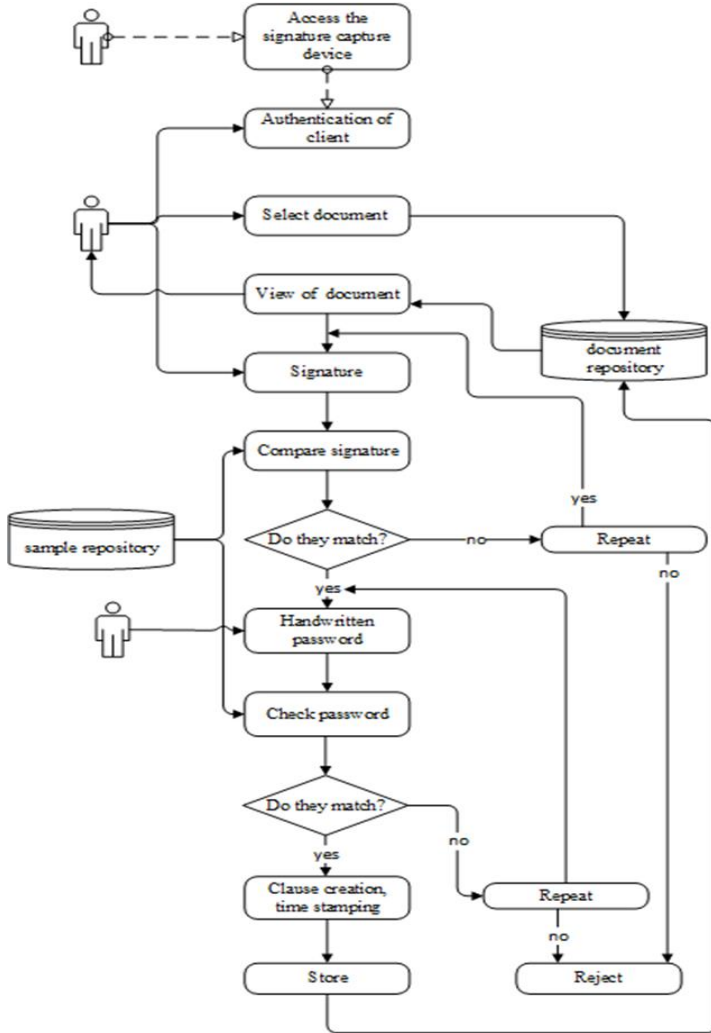 Access the
signature capture
device
Authentication of
client
Select document
View of document
document
repository
Signature
Compare signature
yes
sample repository
Do they match?
no
Repeat
no
yes
Handwritten
password
Check password
Do they match?
no
yes
Clause creation,
time stamping
Repeat
no
Store
Reject